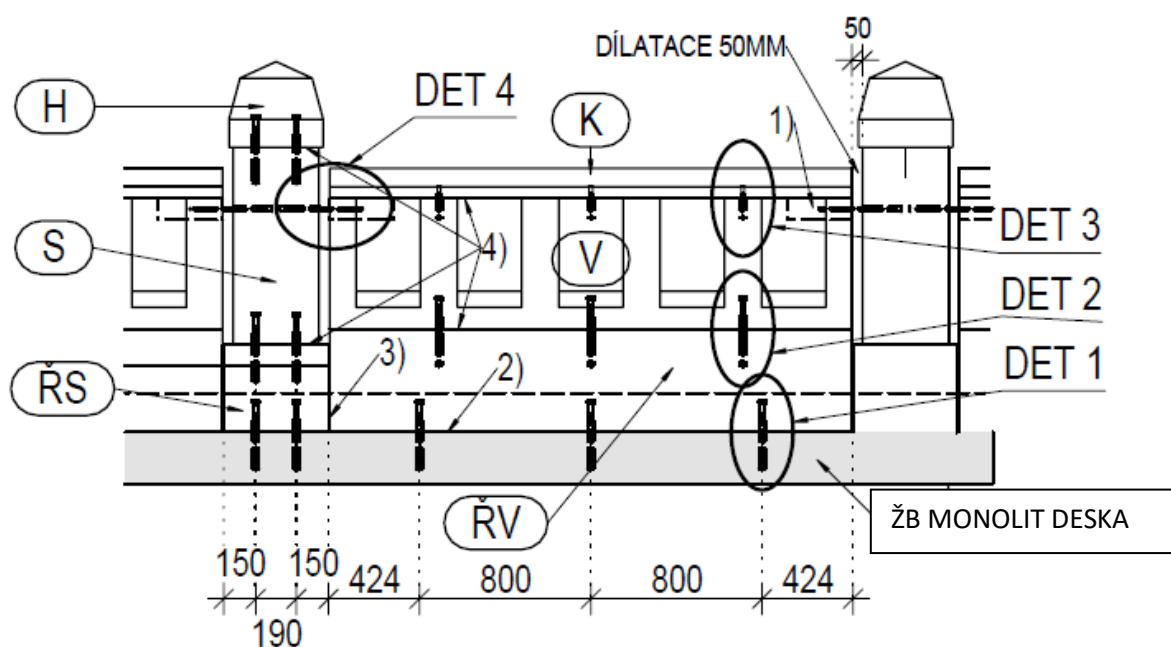 50
DÍLATACE 50MM
DET 4
H
K
1)
DET 3
S
4)
V
DET 2
3)
2)
DET 1
ŘS
ŘV
ŽB MONOLIT DESKA
150
150
424
800
800
424
190